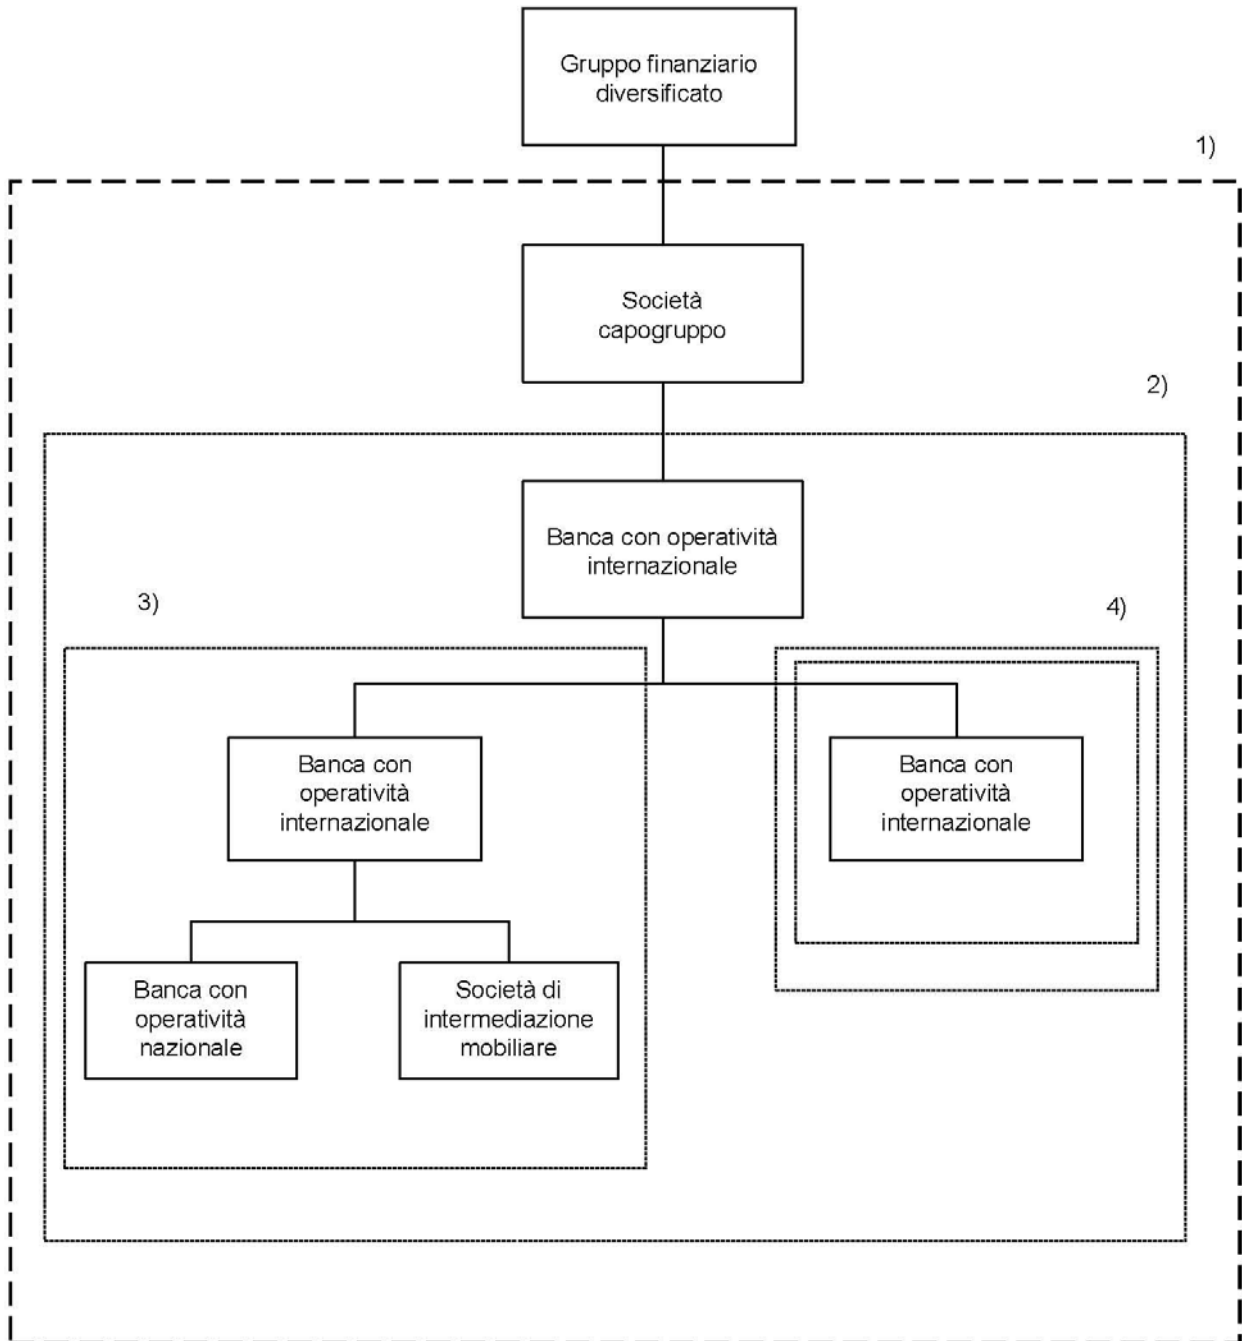 Gruppo finanziario
diversificato
1)
Società
capogruppo
2)
Banca con operatività
internazionale
3)
4)
Banca con
operatività
internazionale
Banca con
operatività
internazionale
Banca con
operatività
nazionale
Società di
intermediazione
mobiliare